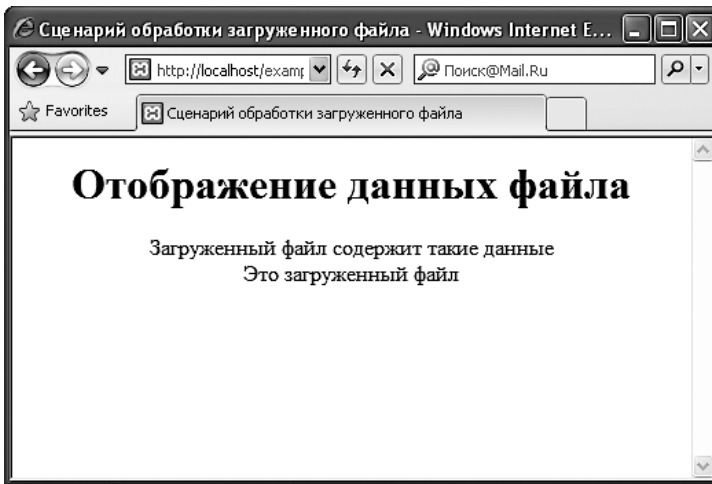 Сценарий обработки загруженного файла - Windows Internet E...
http://localhost/examp
Поиск@Mail.Ru
Favorites
Сценарий обработки загруженного файла
Отображение данных файла
Загруженный файл содержит такие данные
Это загруженный файл